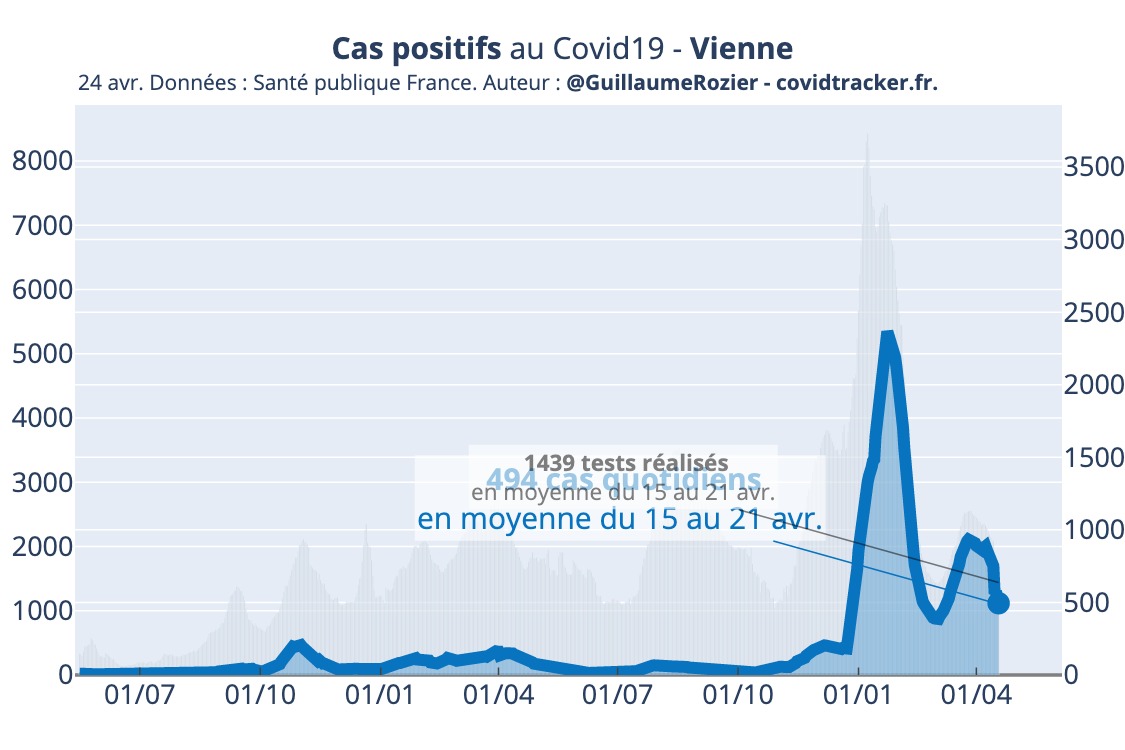 Cas positifs au Covid19 - Vienne
24 avr. Données : Santé publique France. Auteur : @GuillaumeRozier - covidtracker.fr.
8000
7000
6000
5000
4000
3000
2000
1000
0
3500
3000
2500
2000
1500
1000
500
0
1439 tests réalisés
en moyenne du 15 au 21 avr.
494 cas quotidiens
en moyenne du 15 au 21 avr.
01/07 01/10 01/01 01/04 01/07 01/10 01/01 01/04